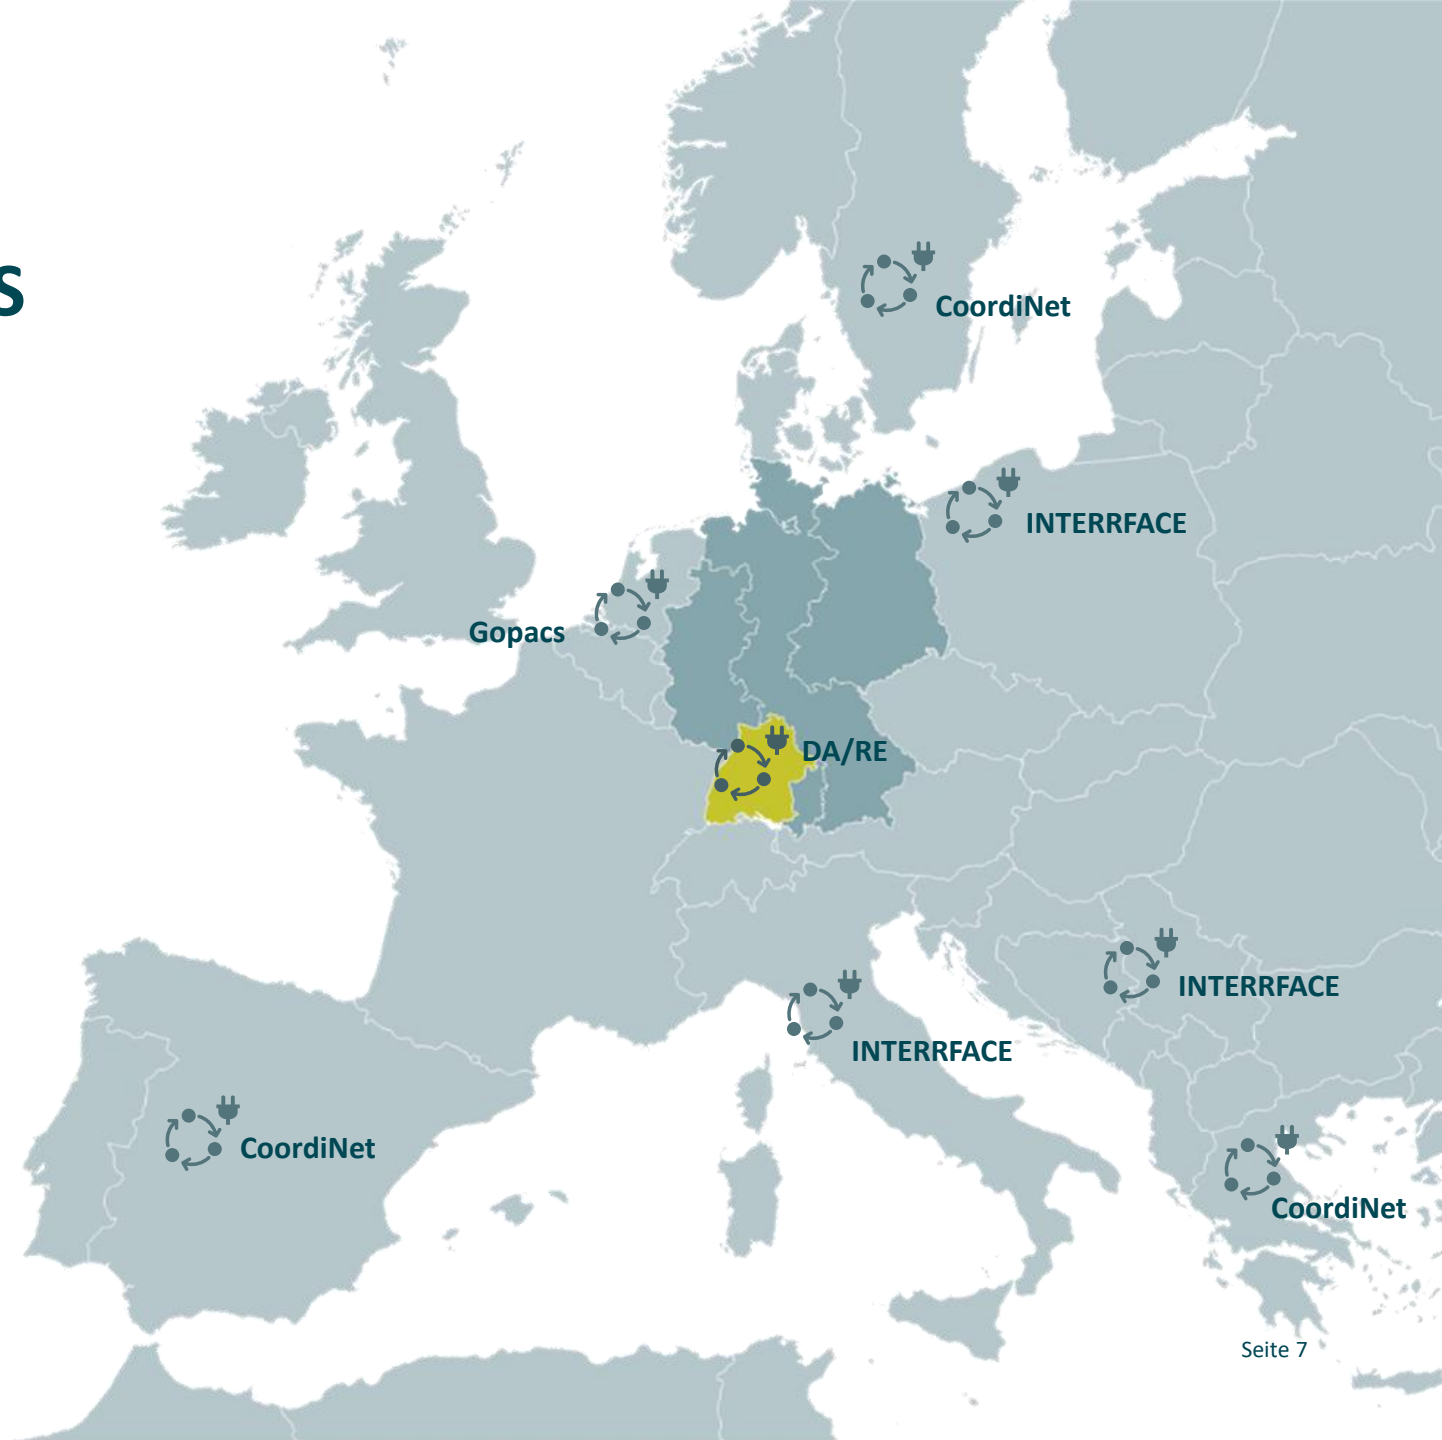 S
CoordiNet
INTERRFACE
Gopacs
DA/RE
INTERRFACE
INTERRFACE
CoordiNet
CoordiNet
Seite 7